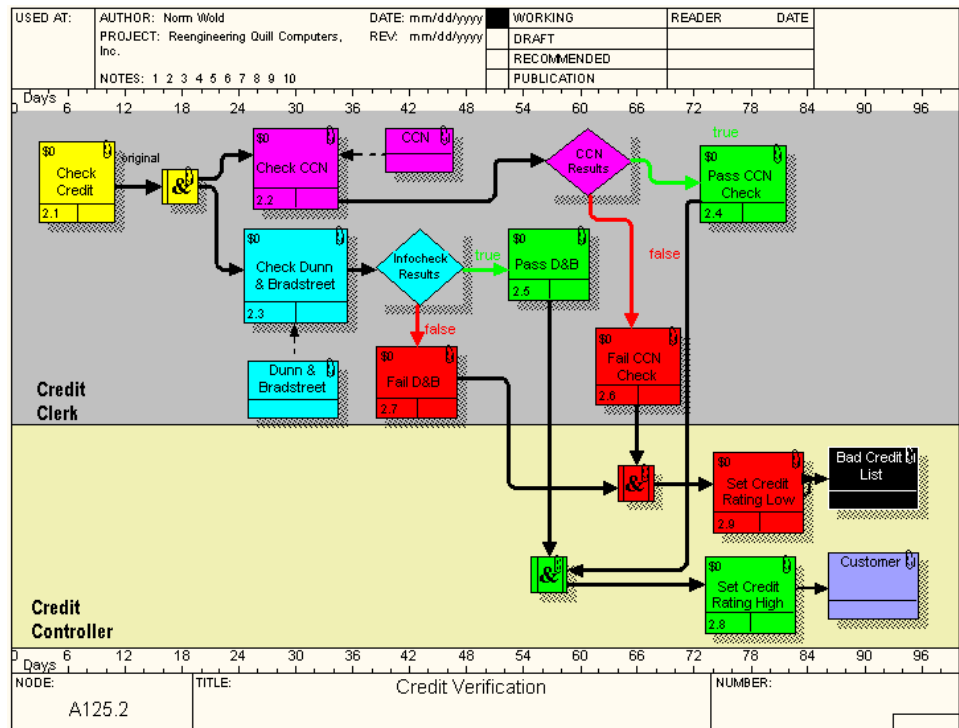 USED AT:
AUTHOR: Norm Wold
DATE: mm/dd/yyyy
WORKING
READER
DATE
PROJECT: Reengineering Quill Computers,
Inc.
REV: mm/dd/yyyy
DRAFT
RECOMMENDED
NOTES: 1 2 3 4 5 6 7 8 9 10
PUBLICATION
Days
0 6 12 18 24 30 36 42 48 54 60 66 72 78 84 90 96
$0
Check
Credit
2.1
original
&
$0
Check CCN
2.2
CCN
CCN
Results
true
$0
Pass CCN
Check
2.4
false
$0
Check Dunn
& Bradstreet
2.3
Infocheck
Results
true
$0
Pass D&B
2.5
false
Dunn &
Bradstreet
$0
Fail D&B
2.7
$0
Fail CCN
Check
2.6
Credit
Clerk
&
$0
Set Credit
Rating Low
2.9
Bad Credit
List
&
$0
Set Credit
Rating High
2.8
Customer
Credit
Controller
0 6 12 18 24 30 36 42 48 54 60 66 72 78 84 90 96
Days
NODE:
A125.2
TITLE:
Credit Verification
NUMBER: